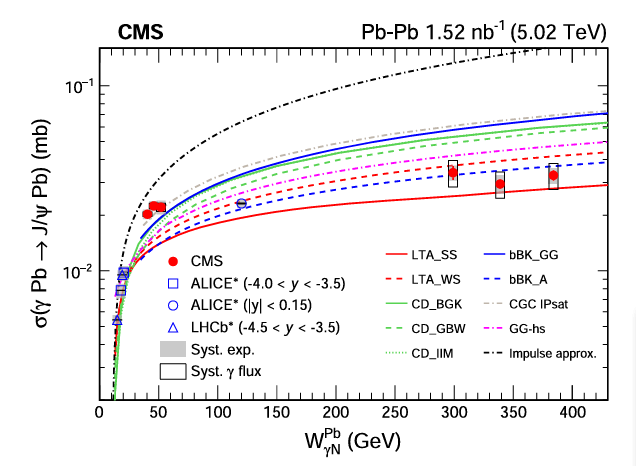 CMS Pb-Pb 1.52 nb⁻¹ (5.02 TeV)
σ(γ Pb → J/ψ Pb) (mb)
10⁻¹
10⁻²
CMS
ALICE* (-4.0 < y < -3.5)
ALICE* (|y| < 0.15)
LHCb* (-4.5 < y < -3.5)
Syst. exp.
Syst. γ flux
LTA_SS
LTA_WS
CD_BGK
CD_GBW
CD_IIM
bBK_GG
bBK_A
CGC IPsat
GG-hs
Impulse approx.
0 50 100 150 200 250 300 350 400
W^{Pb}_{γN} (GeV)